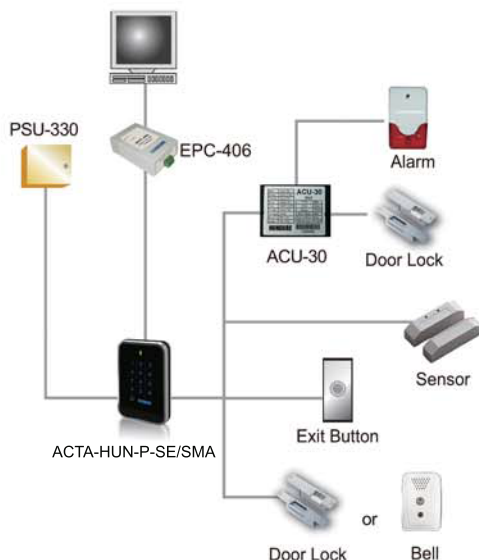 PSU-330
EPC-406
Alarm
ACU-30
ACU-30
Door Lock
Sensor
Exit Button
ACTA-HUN-P-SE/SMA
Door Lock
or
Bell